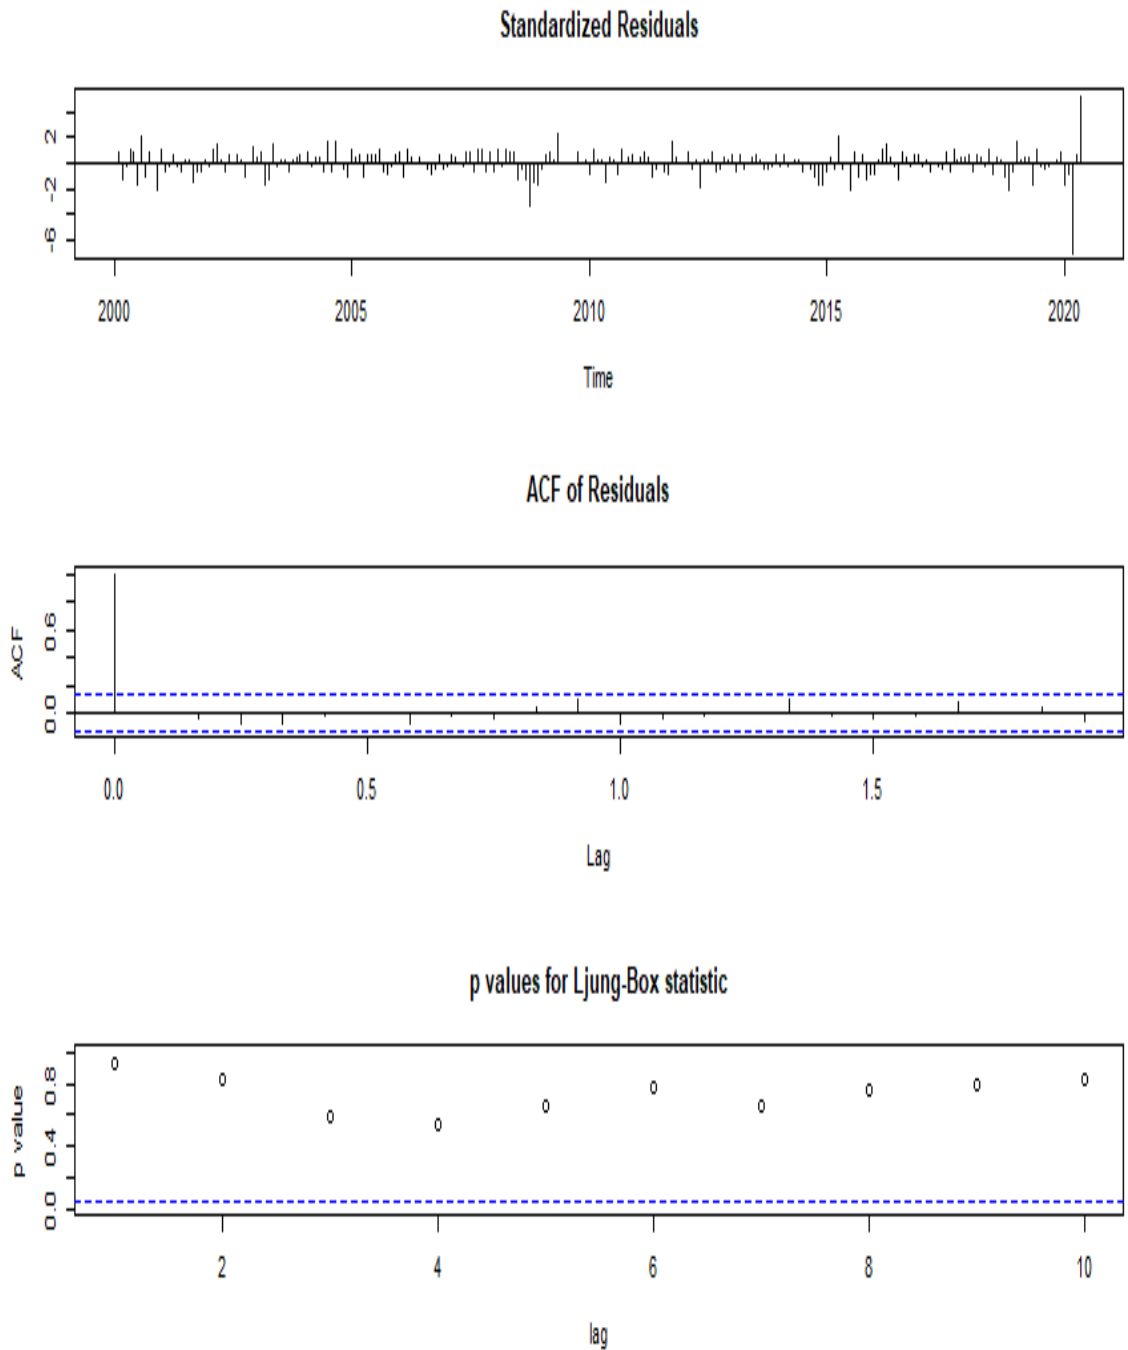 Standardized Residuals
2
-2
-6
2000 2005 2010 2015 2020
Time
ACF of Residuals
ACF
0.6
0.0
0.0 0.5 1.0 1.5
Lag
p values for Ljung-Box statistic
p value
0.8
0.4
0.0
2 4 6 8 10
lag